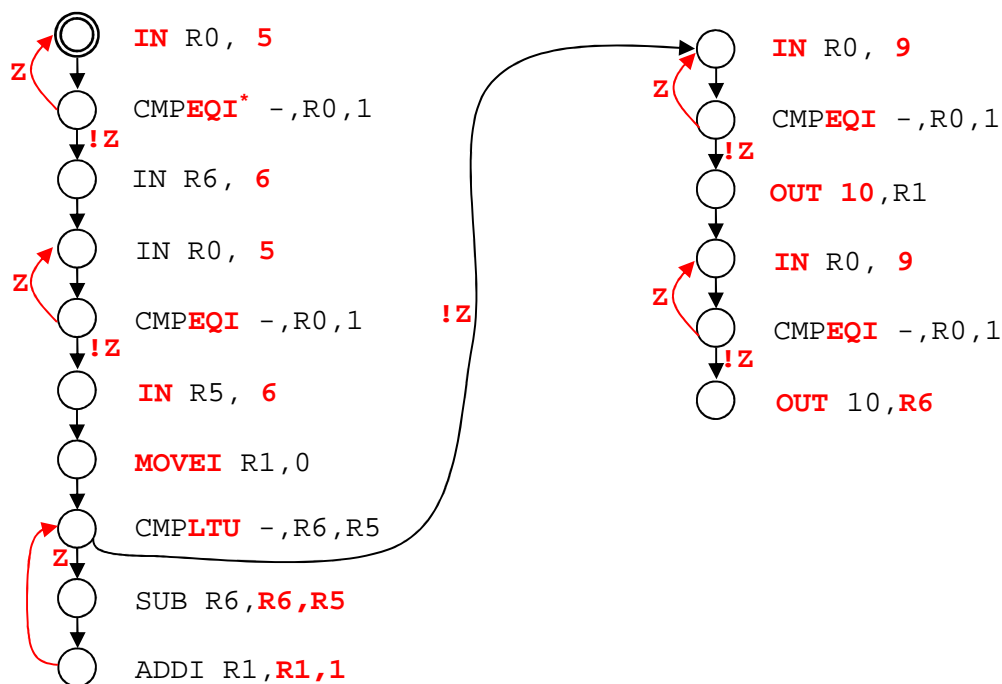 IN R0, 5
Z
CMPEQI* -,R0,1
!Z
IN R6, 6
IN R0, 5
Z
CMPEQI -,R0,1
!Z
IN R5, 6
MOVEI R1,0
CMPLTU -,R6,R5
Z
SUB R6,R6,R5
ADDI R1,R1,1
!Z
IN R0, 9
Z
CMPEQI -,R0,1
!Z
OUT 10,R1
IN R0, 9
Z
CMPEQI -,R0,1
!Z
OUT 10,R6